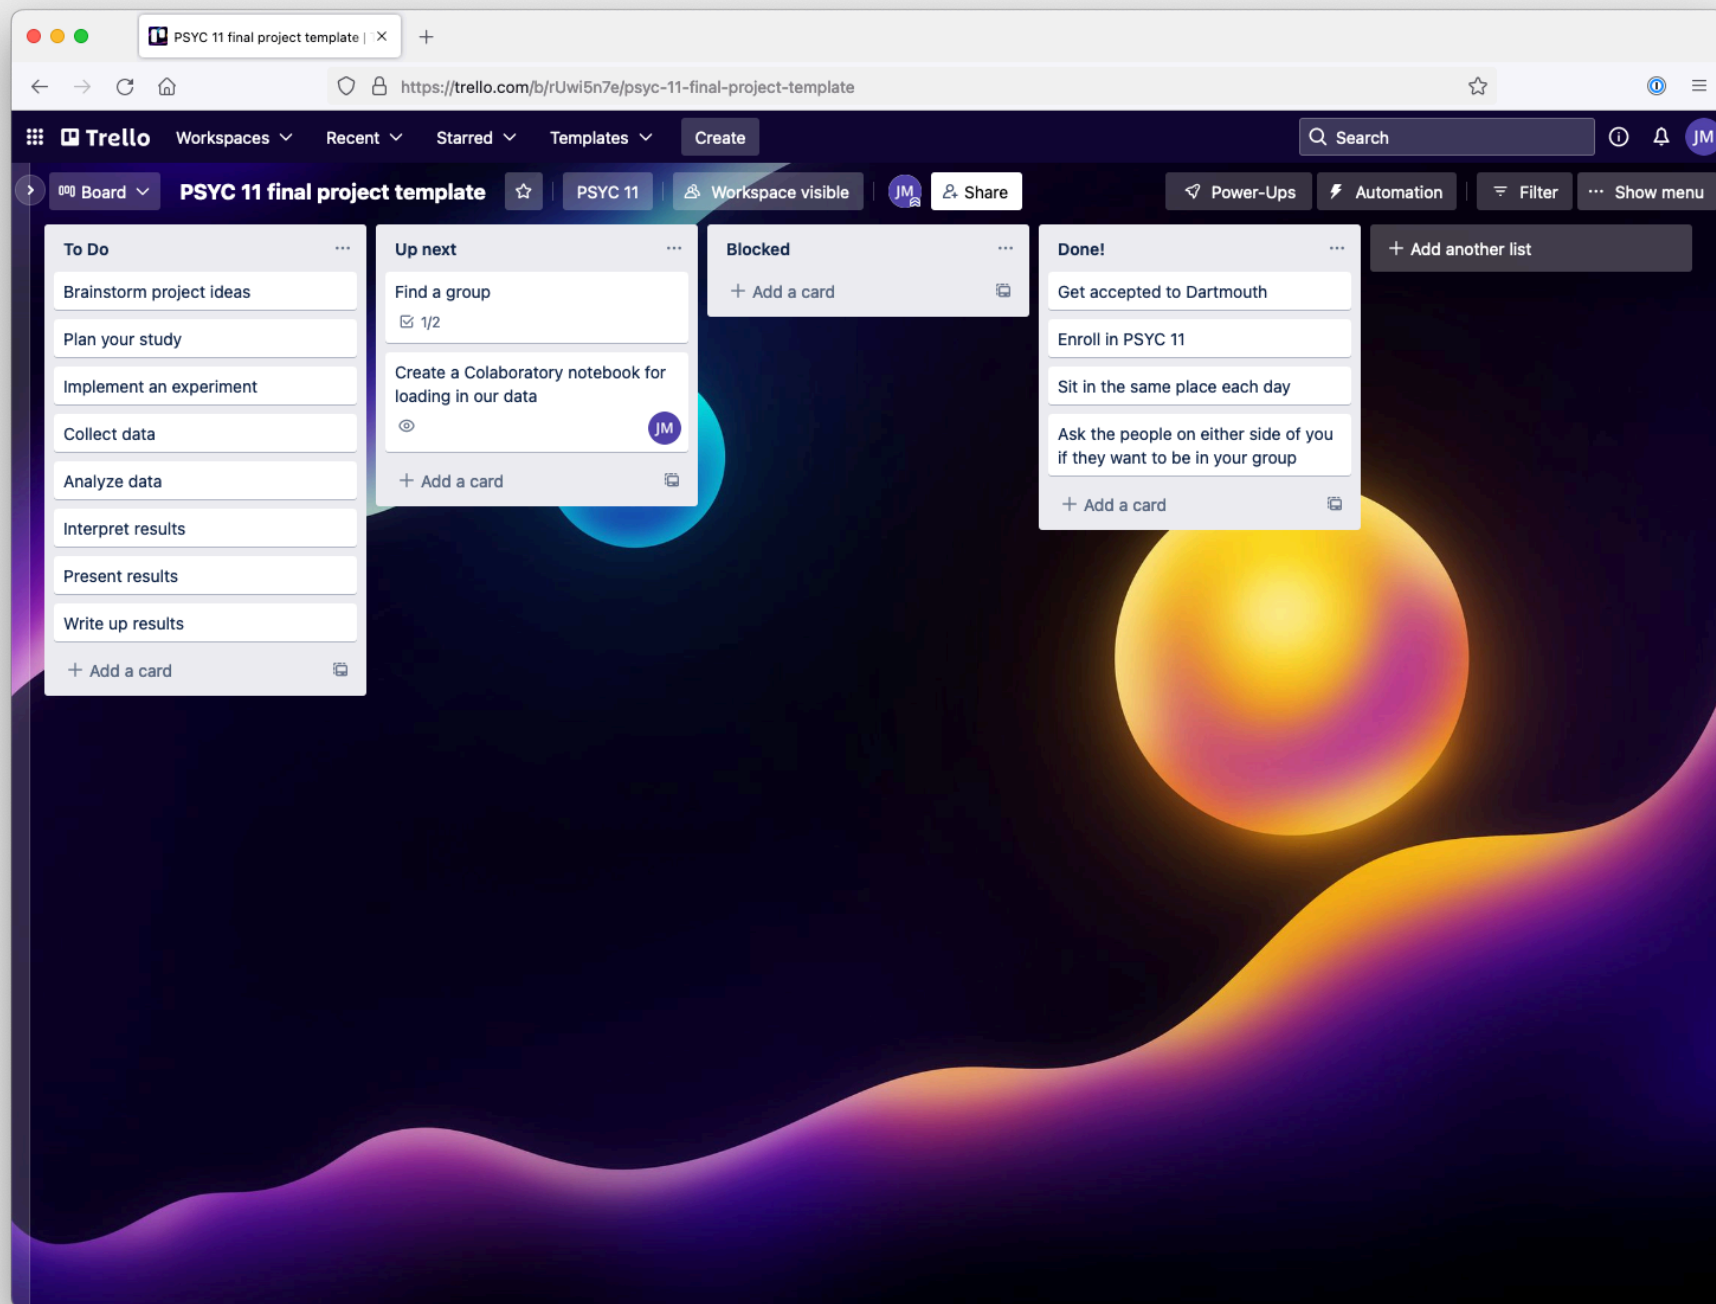 PSYC 11 final project template |
https://trello.com/b/rUwi5n7e/psyc-11-final-project-template
Trello Workspaces Recent Starred Templates Create Search JM
Board PSYC 11 final project template PSYC 11 Workspace visible JM Share Power-Ups Automation Filter Show menu
To Do
Brainstorm project ideas
Plan your study
Implement an experiment
Collect data
Analyze data
Interpret results
Present results
Write up results
+ Add a card
Up next
Find a group
1/2
Create a Colaboratory notebook for
loading in our data
JM
+ Add a card
Blocked
+ Add a card
Done!
Get accepted to Dartmouth
Enroll in PSYC 11
Sit in the same place each day
Ask the people on either side of you
if they want to be in your group
+ Add a card
+ Add another list